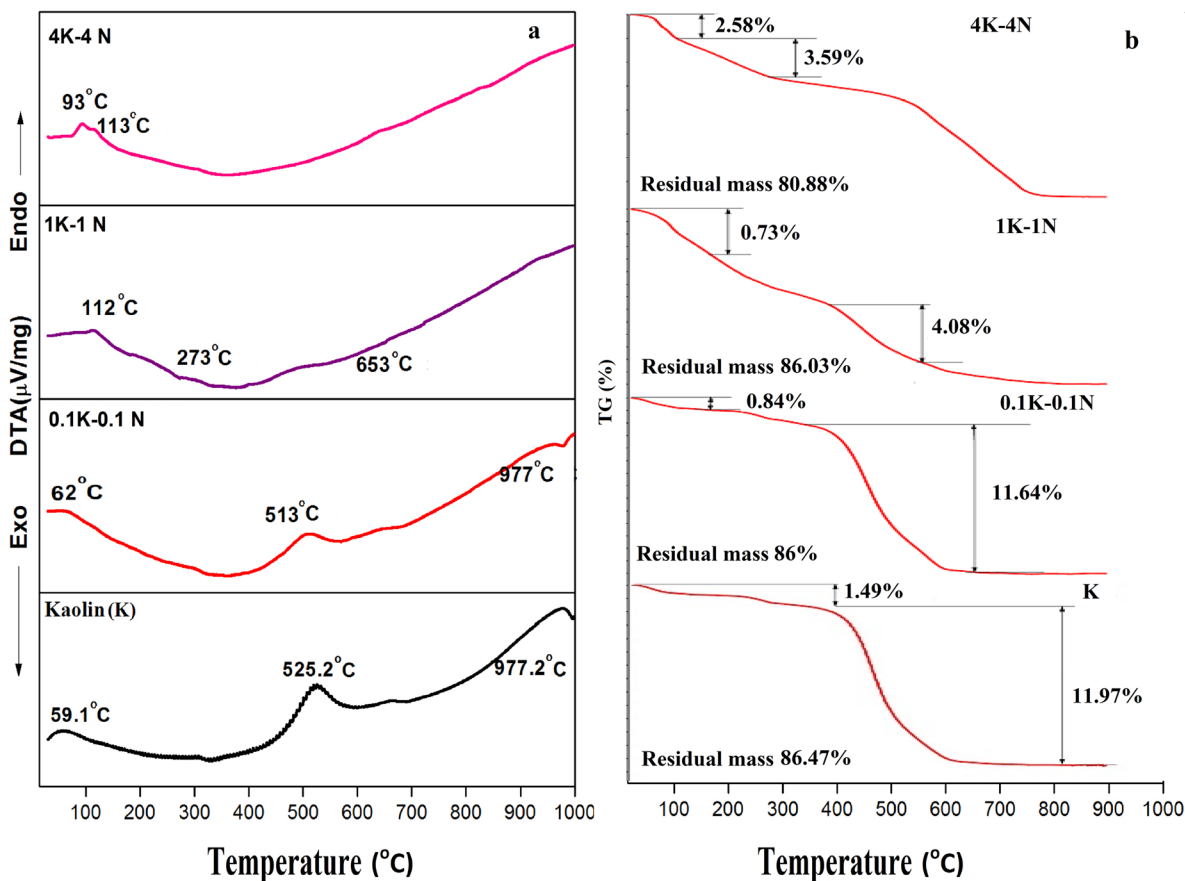 a
4K-4 N
93°C
113°C
1K-1 N
112°C
273°C
653°C
0.1K-0.1 N
62°C
513°C
977°C
Kaolin (K)
59.1°C
525.2°C
977.2°C
Exo DTA(μV/mg) Endo
100 200 300 400 500 600 700 800 900 1000
Temperature (°C)
b
4K-4N
2.58%
3.59%
Residual mass 80.88%
1K-1N
0.73%
4.08%
Residual mass 86.03%
0.1K-0.1N
0.84%
11.64%
Residual mass 86%
K
1.49%
11.97%
Residual mass 86.47%
TG (%)
100 200 300 400 500 600 700 800 900 1000
Temperature (°C)